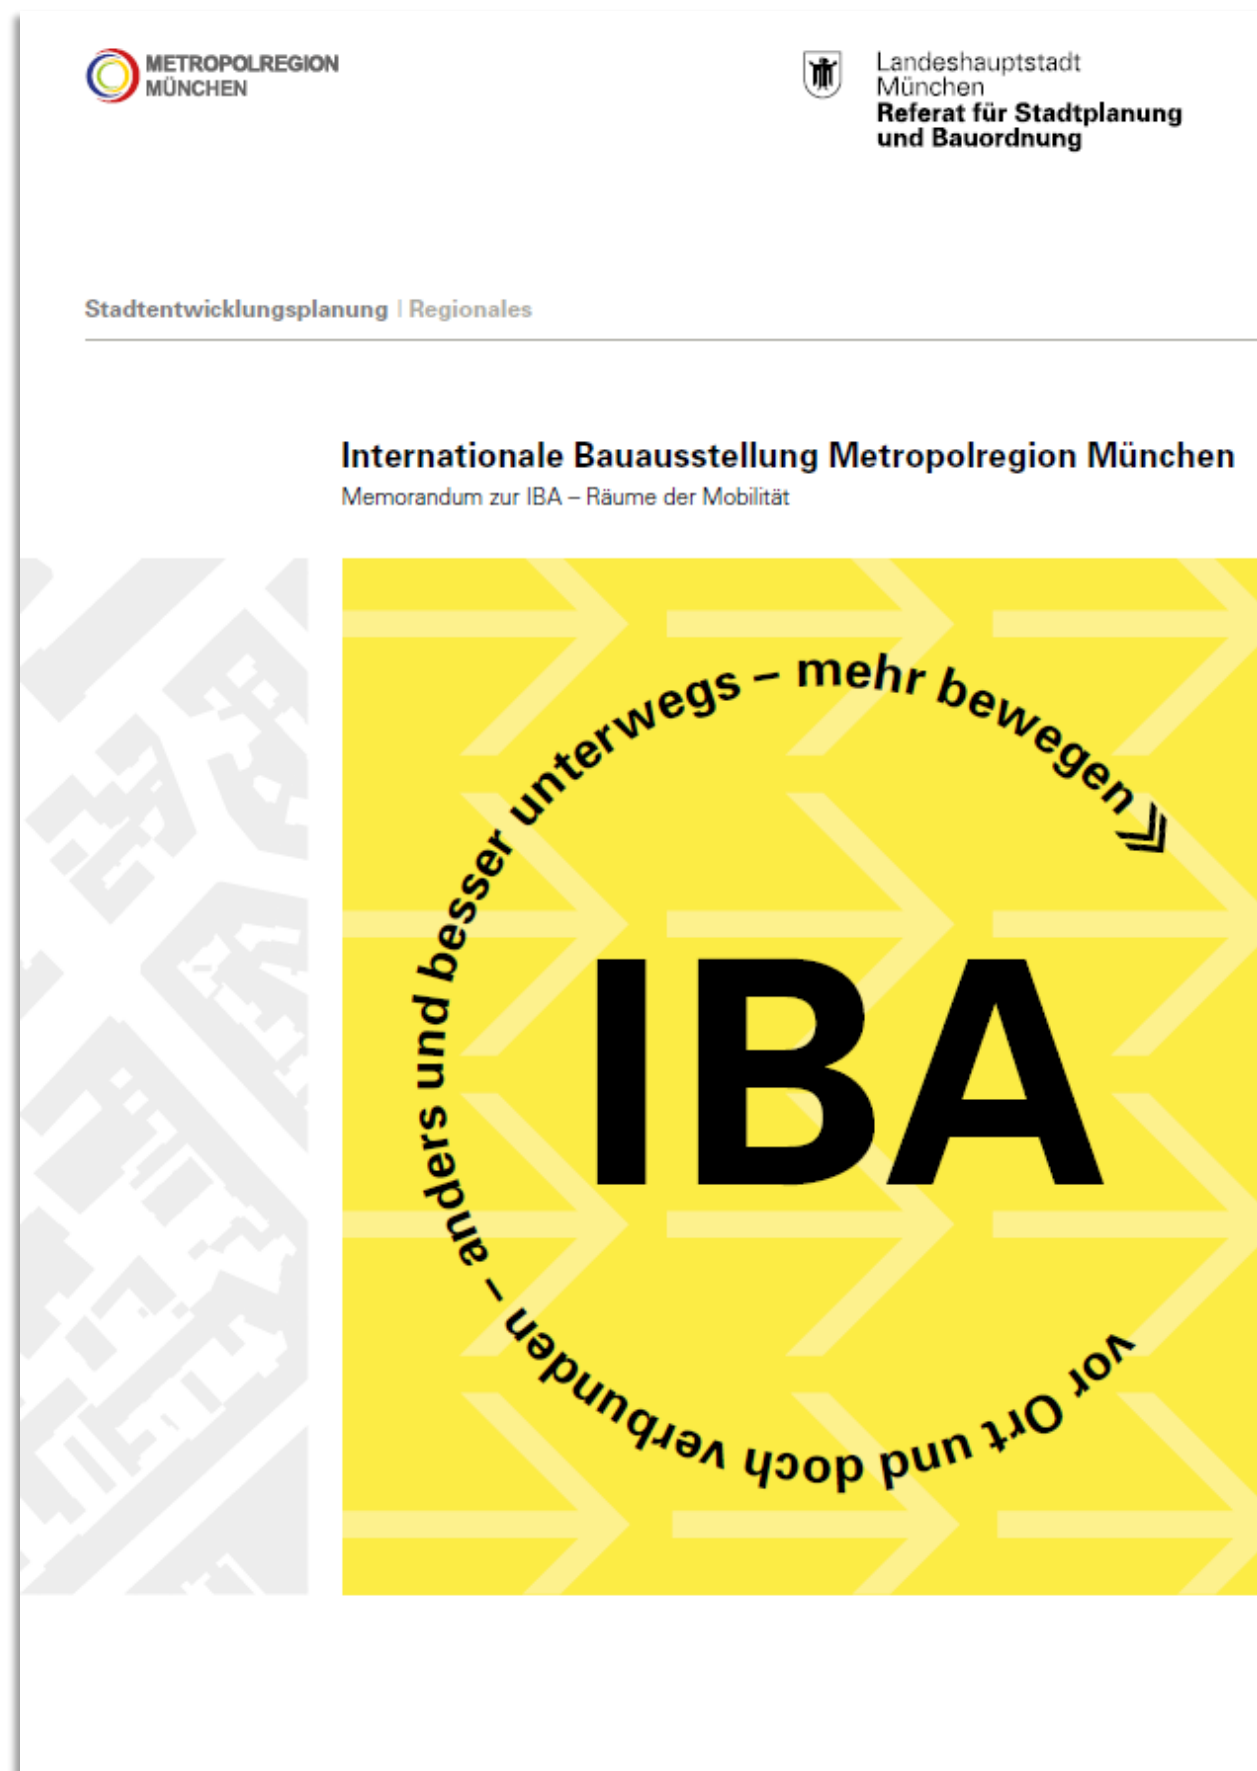 METROPOLREGION
MÜNCHEN
Landeshauptstadt
München
Referat für Stadtplanung
und Bauordnung
Stadtentwicklungsplanung | Regionales
Internationale Bauausstellung Metropolregion München
Memorandum zur IBA – Räume der Mobilität
vor Ort und doch verbunden – anders und besser unterwegs – mehr bewegen
IBA